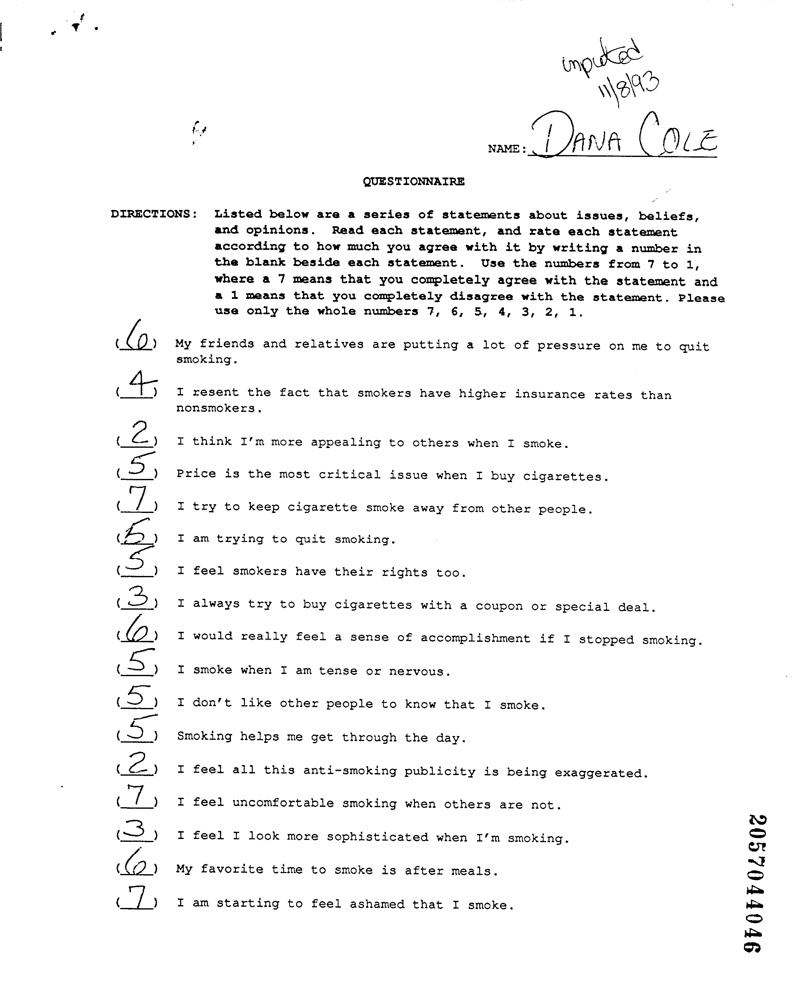 inputed
11/8/93
NAME: DANA COLE
QUESTIONNAIRE
DIRECTIONS: Listed below are a series of statements about issues, beliefs,
and opinions. Read each statement, and rate each statement
according to how much you agree with it by writing a number in
the blank beside each statement. Use the numbers from 7 to 1,
where a 7 means that you completely agree with the statement and
a 1 means that you completely disagree with the statement. Please
use only the whole numbers 7, 6, 5, 4, 3, 2, 1.
(6) My friends and relatives are putting a lot of pressure on me to quit
smoking.
(4) I resent the fact that smokers have higher insurance rates than
nonsmokers.
(2) I think I'm more appealing to others when I smoke.
(5) Price is the most critical issue when I buy cigarettes.
(7) I try to keep cigarette smoke away from other people.
( ) I am trying to quit smoking.
(5) I feel smokers have their rights too.
(3) I always try to buy cigarettes with a coupon or special deal.
(6) I would really feel a sense of accomplishment if I stopped smoking.
(5) I smoke when I am tense or nervous.
(5) I don't like other people to know that I smoke.
(5) Smoking helps me get through the day.
(2) I feel all this anti-smoking publicity is being exaggerated.
(7) I feel uncomfortable smoking when others are not.
(3) I feel I look more sophisticated when I'm smoking.
(6) My favorite time to smoke is after meals.
(7) I am starting to feel ashamed that I smoke.
2057044046